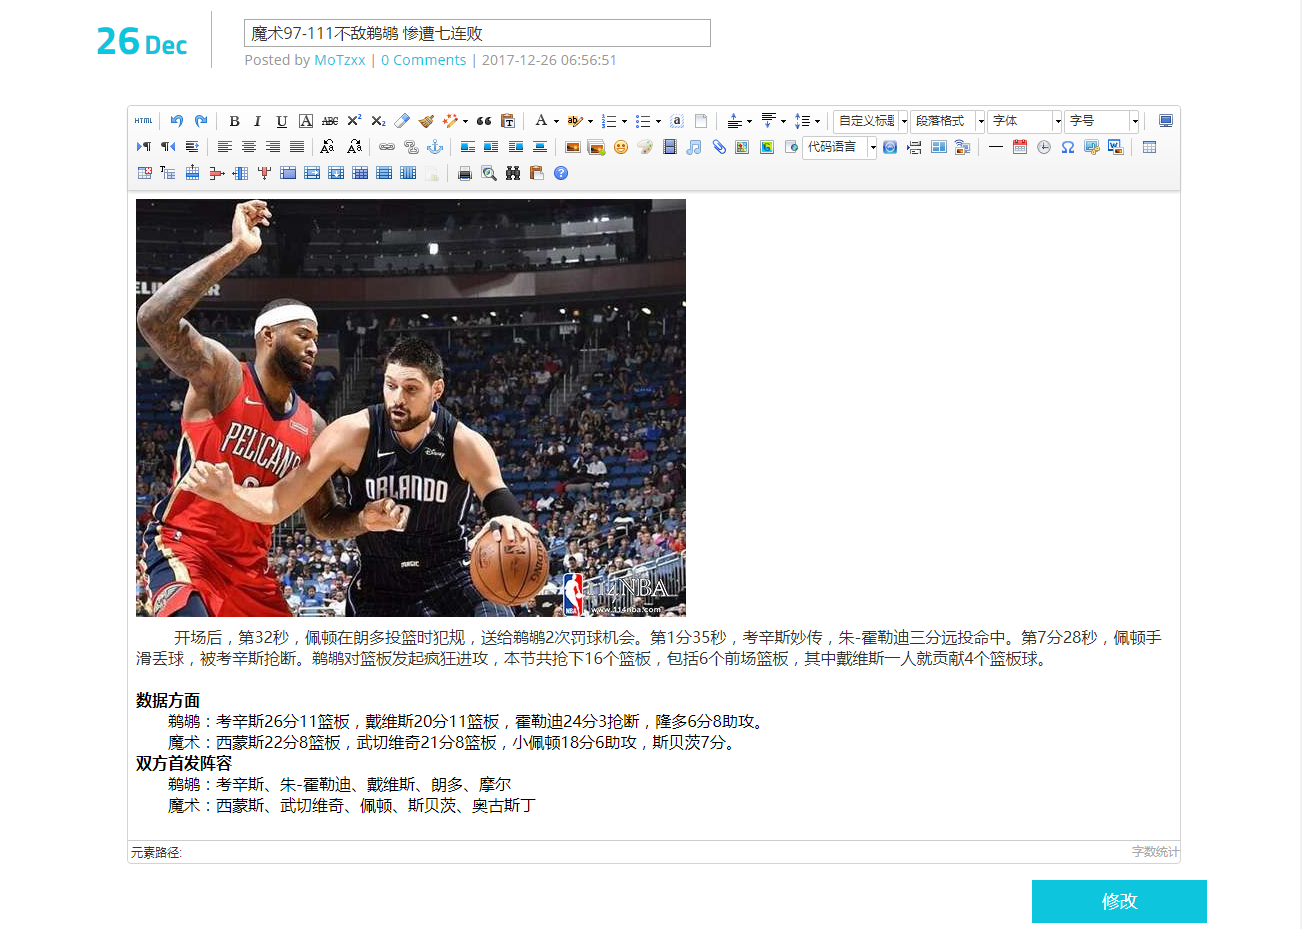 26 Dec
魔术97-111不敌鹈鹕 惨遭七连败
Posted by MoTzxx | 0 Comments | 2017-12-26 06:56:51
HTML B I U A ABC X² X₂ A 自定义标题 段落格式 字体 字号
代码语言
PELICANS
Disney
ORLANDO
MAGIC
114NBA
NBA www.114nba.com
开场后，第32秒，佩顿在朗多投篮时犯规，送给鹈鹕2次罚球机会。第1分35秒，考辛斯妙传，朱-霍勒迪三分远投命中。第7分28秒，佩顿手
滑丢球，被考辛斯抢断。鹈鹕对篮板发起疯狂进攻，本节共抢下16个篮板，包括6个前场篮板，其中戴维斯一人就贡献4个篮板球。
数据方面
鹈鹕：考辛斯26分11篮板，戴维斯20分11篮板，霍勒迪24分3抢断，隆多6分8助攻。
魔术：西蒙斯22分8篮板，武切维奇21分8篮板，小佩顿18分6助攻，斯贝茨7分。
双方首发阵容
鹈鹕：考辛斯、朱-霍勒迪、戴维斯、朗多、摩尔
魔术：西蒙斯、武切维奇、佩顿、斯贝茨、奥古斯丁
元素路径:
字数统计
修改